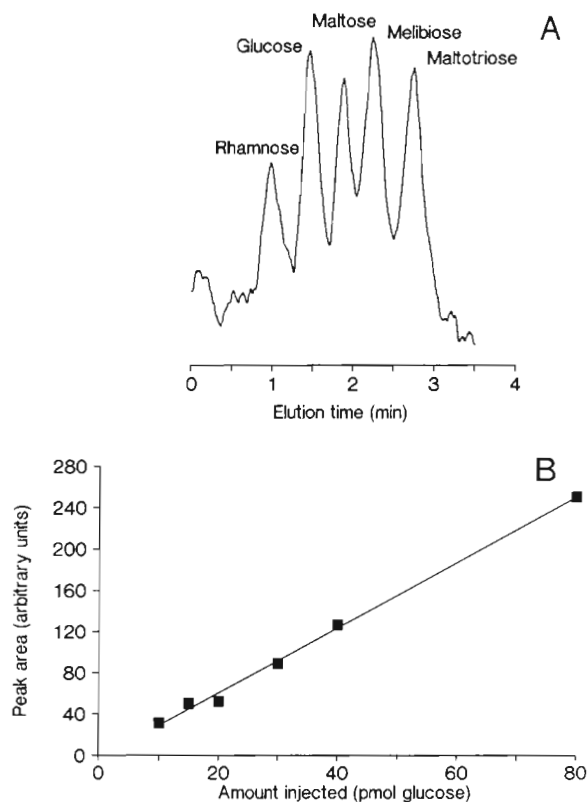 A
Maltose
Melibiose
Glucose
Maltotriose
Rhamnose
0 1 2 3 4
Elution time (min)
B
280
240
200
160
120
80
40
0
Peak area (arbitrary units)
0 20 40 60 80
Amount injected (pmol glucose)